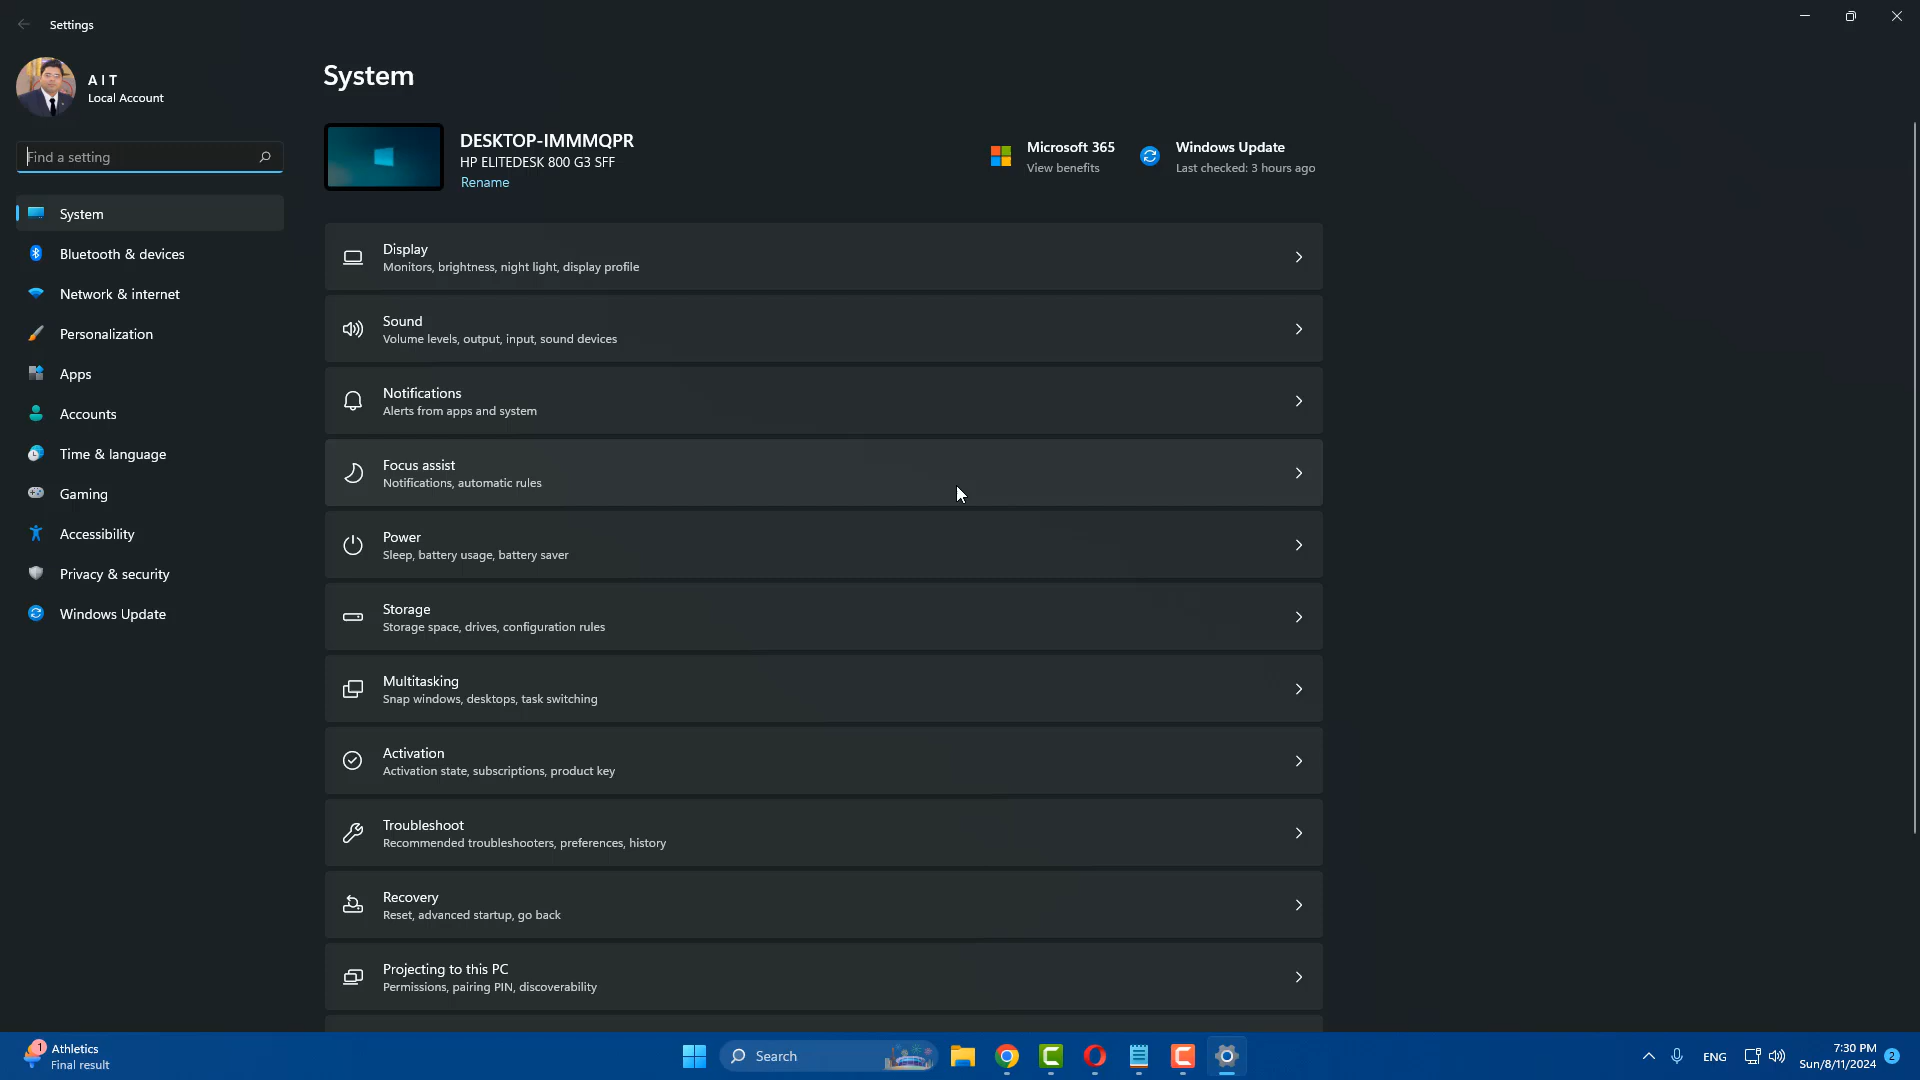 Settings
A I T
Local Account
Find a setting
System
Bluetooth & devices
Network & internet
Personalization
Apps
Accounts
Time & language
Gaming
Accessibility
Privacy & security
Windows Update
System
DESKTOP-IMMMQPR
HP ELITEDESK 800 G3 SFF
Rename
Microsoft 365
View benefits
Windows Update
Last checked: 3 hours ago
Display
Monitors, brightness, night light, display profile
Sound
Volume levels, output, input, sound devices
Notifications
Alerts from apps and system
Focus assist
Notifications, automatic rules
Power
Sleep, battery usage, battery saver
Storage
Storage space, drives, configuration rules
Multitasking
Snap windows, desktops, task switching
Activation
Activation state, subscriptions, product key
Troubleshoot
Recommended troubleshooters, preferences, history
Recovery
Reset, advanced startup, go back
Projecting to this PC
Permissions, pairing PIN, discoverability
1
Athletics
Final result
Search
ENG
7:30 PM
Sun/8/11/2024
2